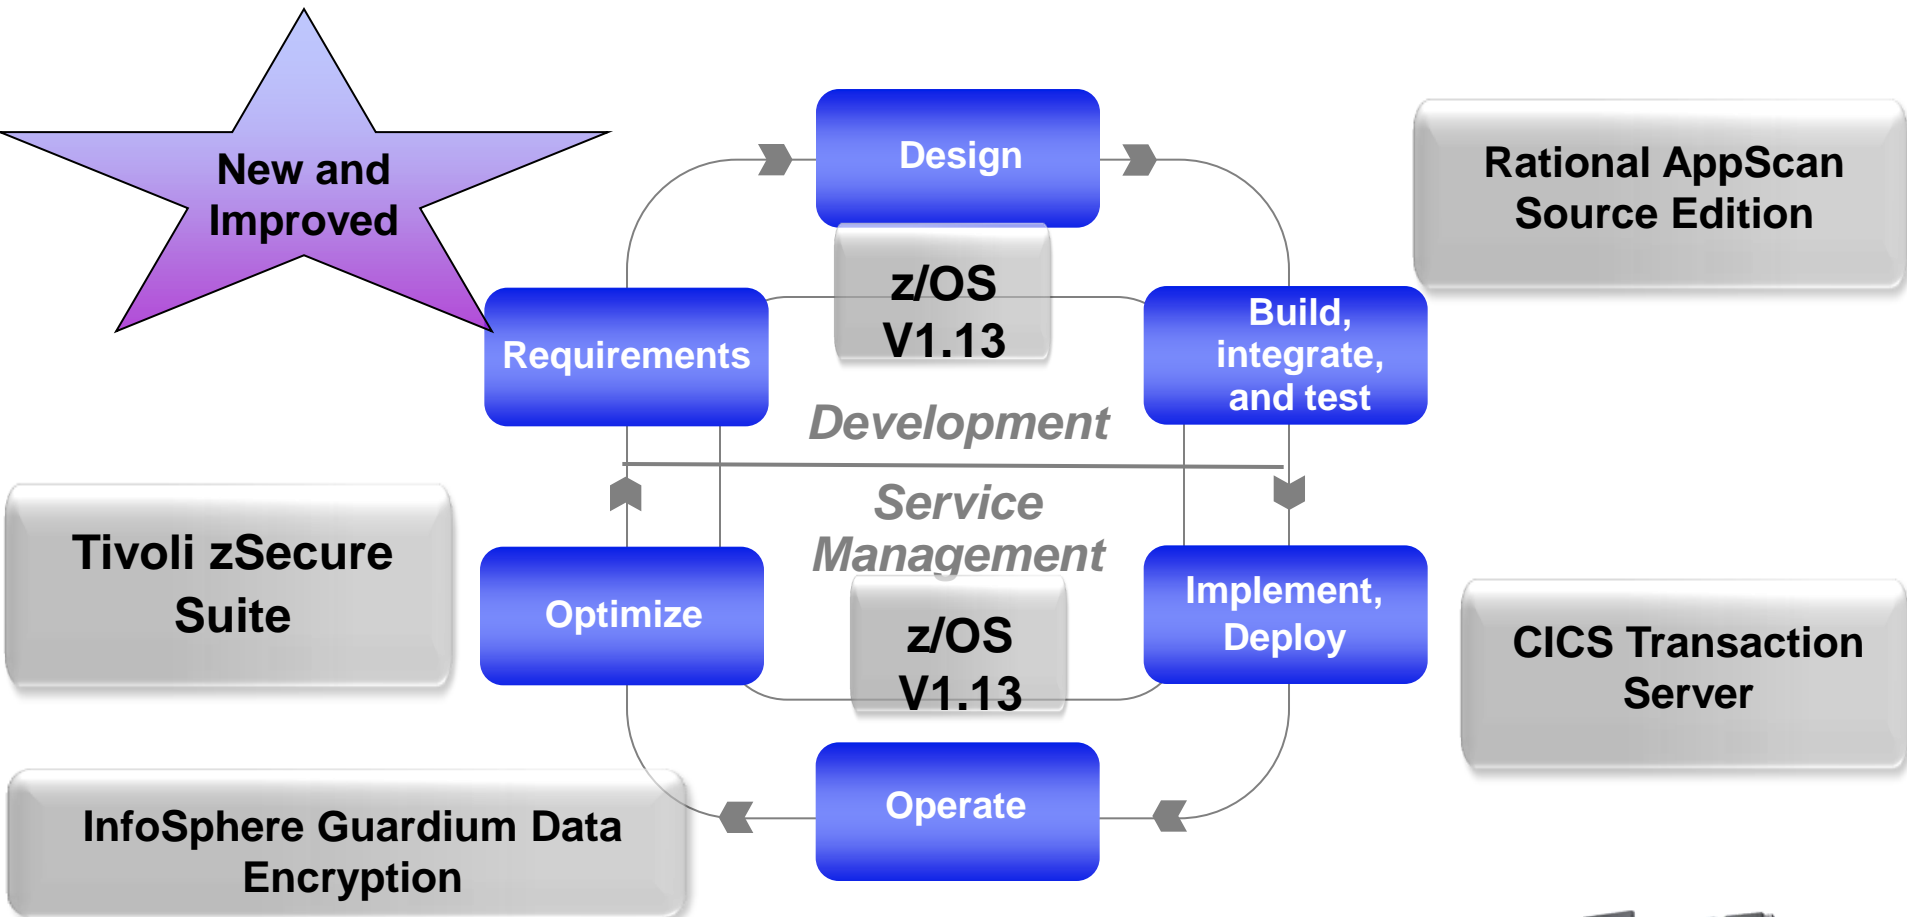 New and
Improved
Design
Rational AppScan
Source Edition
z/OS
V1.13
Requirements
Build,
integrate,
and test
Development
Service
Management
Tivoli zSecure
Suite
Optimize
z/OS
V1.13
Implement,
Deploy
CICS Transaction
Server
InfoSphere Guardium Data
Encryption
Operate